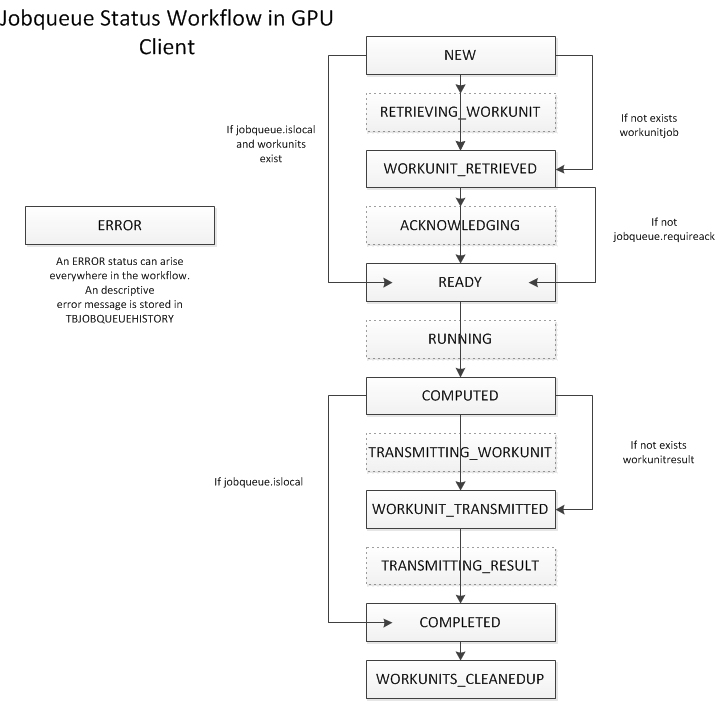 Jobqueue Status Workflow in GPU
Client
NEW
RETRIEVING_WORKUNIT
If jobqueue.islocal
and workunits
exist
If not exists
workunitjob
WORKUNIT_RETRIEVED
ERROR
ACKNOWLEDGING
If not
jobqueue.requireack
An ERROR status can arise
everywhere in the workflow.
An descriptive
error message is stored in
TBJOBQUEUEHISTORY
READY
RUNNING
COMPUTED
TRANSMITTING_WORKUNIT
If not exists
workunitresult
If jobqueue.islocal
WORKUNIT_TRANSMITTED
TRANSMITTING_RESULT
COMPLETED
WORKUNITS_CLEANEDUP